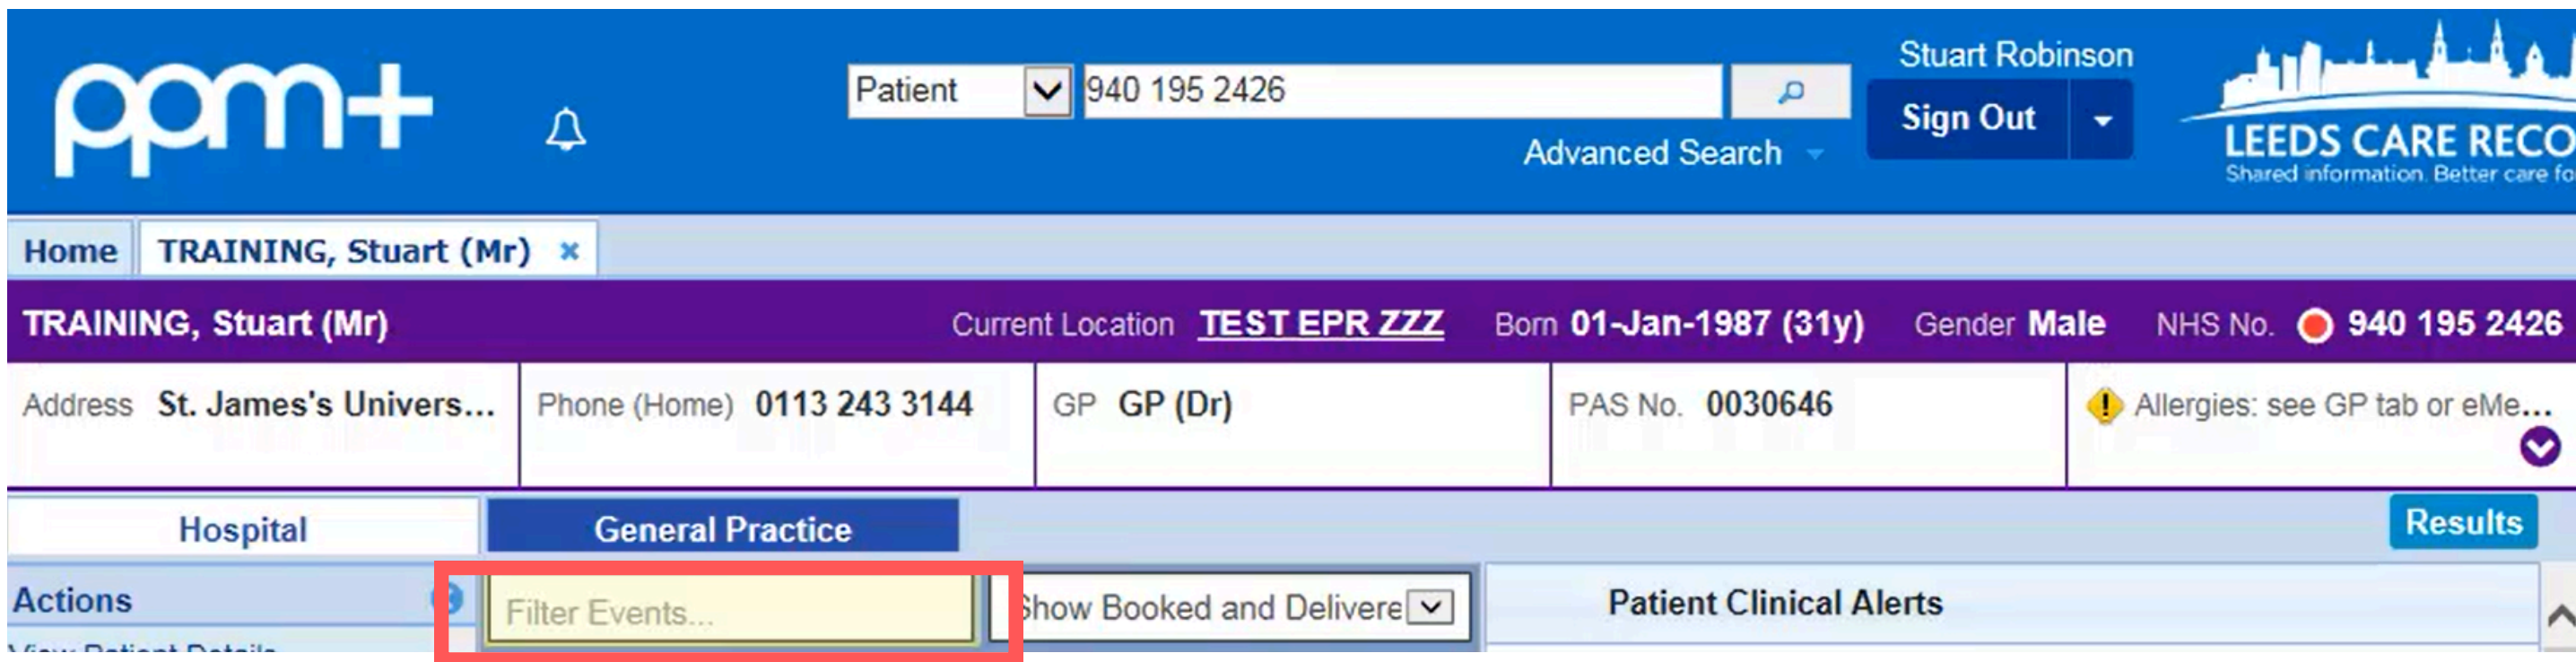 ppm+
Patient
940 195 2426
Stuart Robinson
Sign Out
Advanced Search
LEEDS CARE RECO
Shared information. Better care fo
Home
TRAINING, Stuart (Mr)
TRAINING, Stuart (Mr) Current Location TEST EPR ZZZ Born 01-Jan-1987 (31y) Gender Male NHS No. 940 195 2426
Address St. James's Univers... Phone (Home) 0113 243 3144 GP GP (Dr) PAS No. 0030646 Allergies: see GP tab or eMe...
Hospital General Practice Results
Actions Filter Events... Show Booked and Delivere Patient Clinical Alerts
View Patient Details